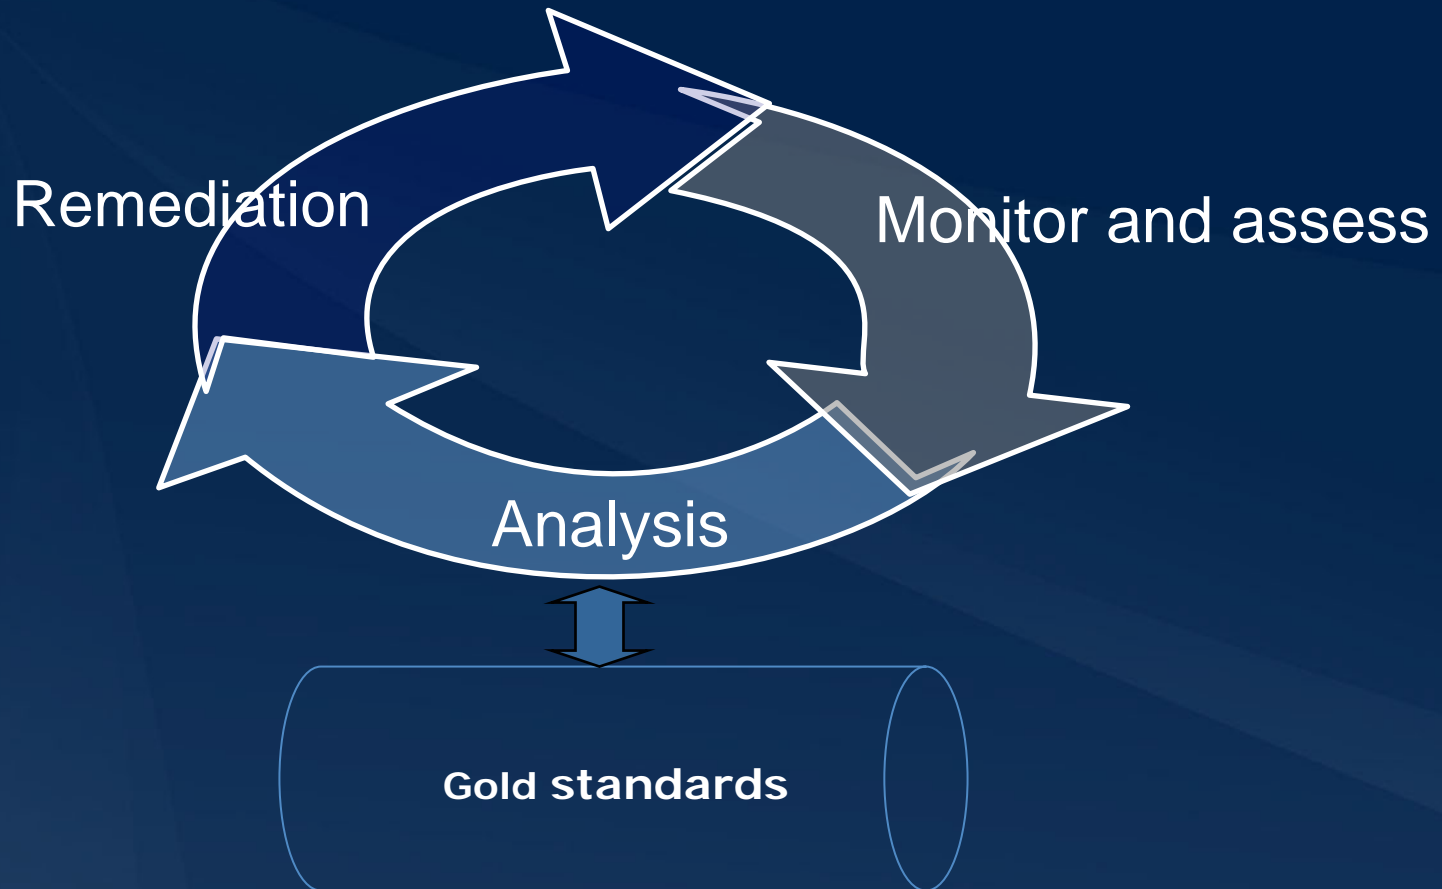 Remediation
Monitor and assess
Analysis
Gold standards